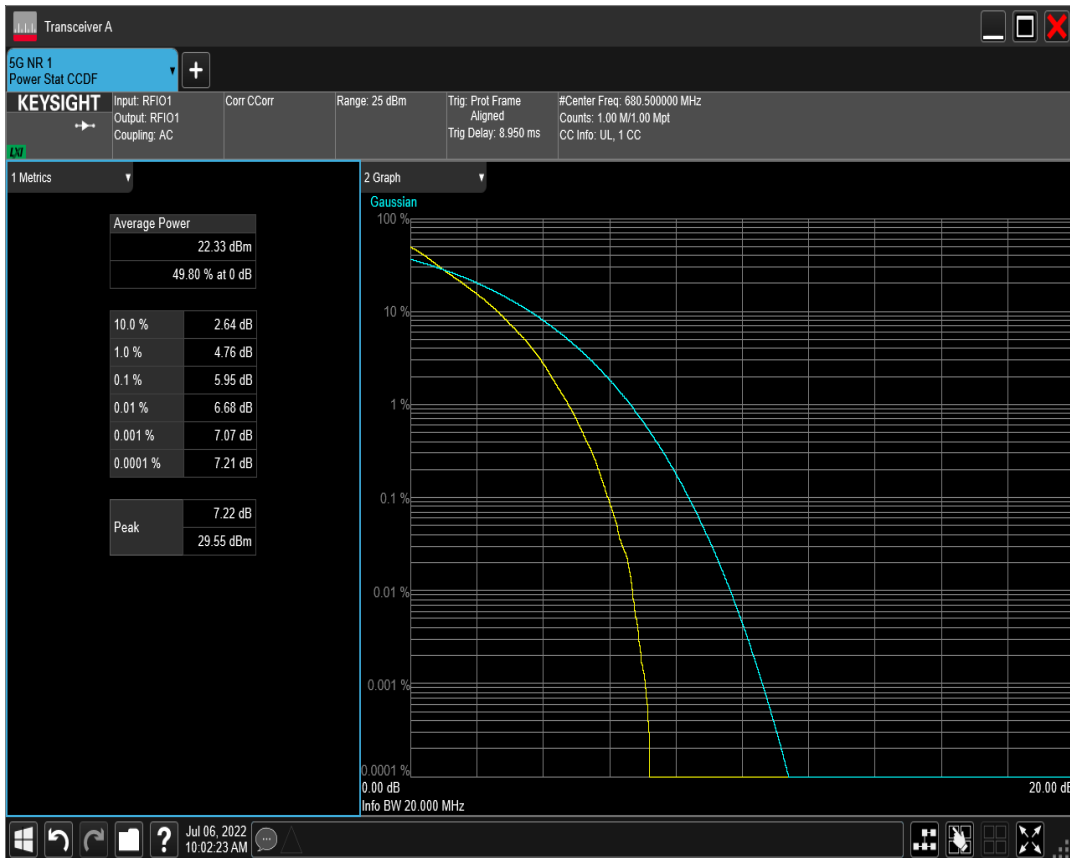 Transceiver A
5G NR 1
Power Stat CCDF
KEYSIGHT
LXI
Input: RFIO1
Output: RFIO1
Coupling: AC
Corr CCorr
Range: 25 dBm
Trig: Prot Frame
Aligned
Trig Delay: 8.950 ms
#Center Freq: 680.500000 MHz
Counts: 1.00 M/1.00 Mpt
CC Info: UL, 1 CC
1 Metrics
Average Power
22.33 dBm
49.80 % at 0 dB
10.0 % 2.64 dB
1.0 % 4.76 dB
0.1 % 5.95 dB
0.01 % 6.68 dB
0.001 % 7.07 dB
0.0001 % 7.21 dB
Peak 7.22 dB
29.55 dBm
2 Graph
Gaussian
100 %
10 %
1 %
0.1 %
0.01 %
0.001 %
0.0001 %
0.00 dB 20.00 dB
Info BW 20.000 MHz
? Jul 06, 2022
10:02:23 AM